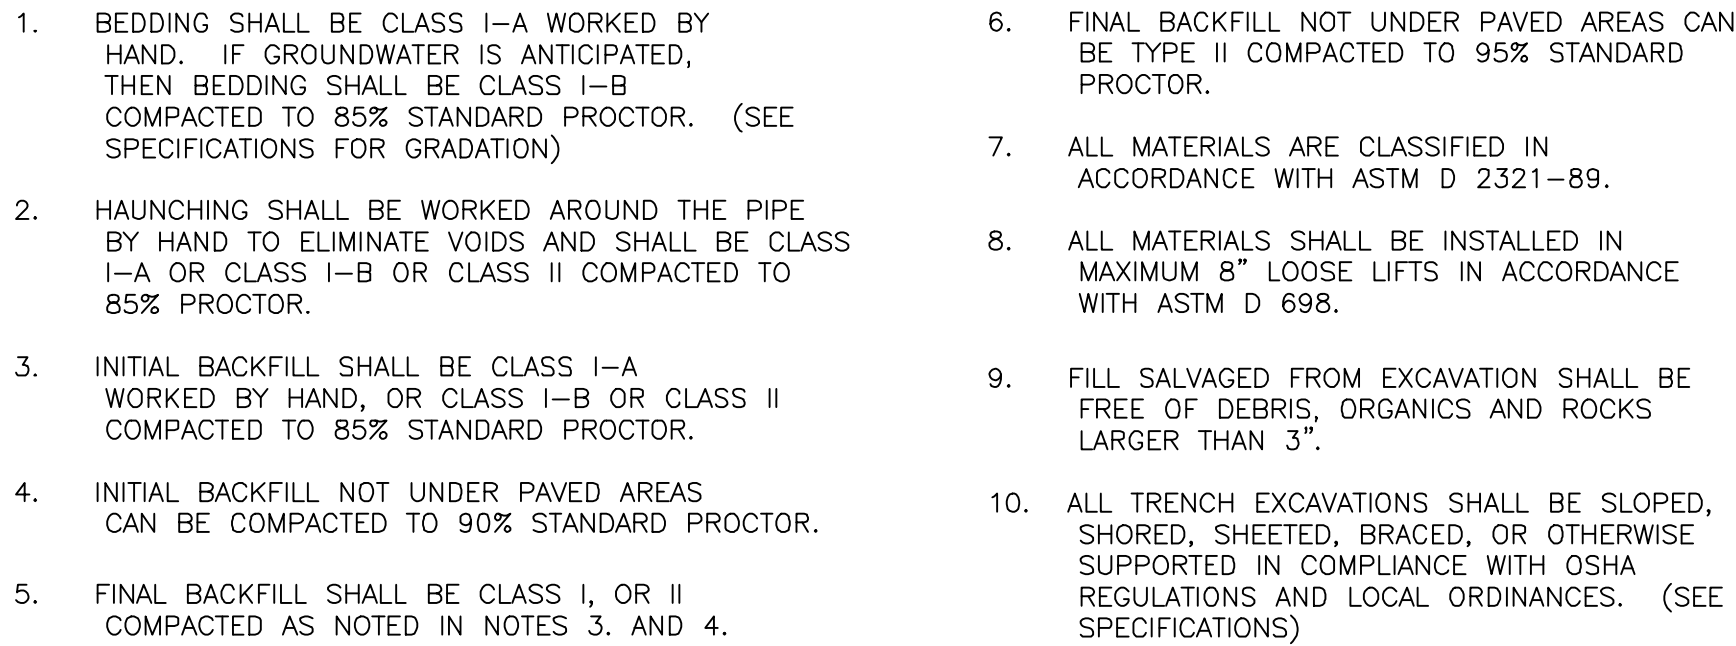 1. BEDDING SHALL BE CLASS I-A WORKED BY
HAND. IF GROUNDWATER IS ANTICIPATED,
THEN BEDDING SHALL BE CLASS I-B
COMPACTED TO 85% STANDARD PROCTOR. (SEE
SPECIFICATIONS FOR GRADATION)
2. HAUNCHING SHALL BE WORKED AROUND THE PIPE
BY HAND TO ELIMINATE VOIDS AND SHALL BE CLASS
I-A OR CLASS I-B OR CLASS II COMPACTED TO
85% PROCTOR.
3. INITIAL BACKFILL SHALL BE CLASS I-A
WORKED BY HAND, OR CLASS I-B OR CLASS II
COMPACTED TO 85% STANDARD PROCTOR.
4. INITIAL BACKFILL NOT UNDER PAVED AREAS
CAN BE COMPACTED TO 90% STANDARD PROCTOR.
5. FINAL BACKFILL SHALL BE CLASS I, OR II
COMPACTED AS NOTED IN NOTES 3. AND 4.
6. FINAL BACKFILL NOT UNDER PAVED AREAS CAN
BE TYPE II COMPACTED TO 95% STANDARD
PROCTOR.
7. ALL MATERIALS ARE CLASSIFIED IN
ACCORDANCE WITH ASTM D 2321-89.
8. ALL MATERIALS SHALL BE INSTALLED IN
MAXIMUM 8" LOOSE LIFTS IN ACCORDANCE
WITH ASTM D 698.
9. FILL SALVAGED FROM EXCAVATION SHALL BE
FREE OF DEBRIS, ORGANICS AND ROCKS
LARGER THAN 3".
10. ALL TRENCH EXCAVATIONS SHALL BE SLOPED,
SHORED, SHEETED, BRACED, OR OTHERWISE
SUPPORTED IN COMPLIANCE WITH OSHA
REGULATIONS AND LOCAL ORDINANCES. (SEE
SPECIFICATIONS)